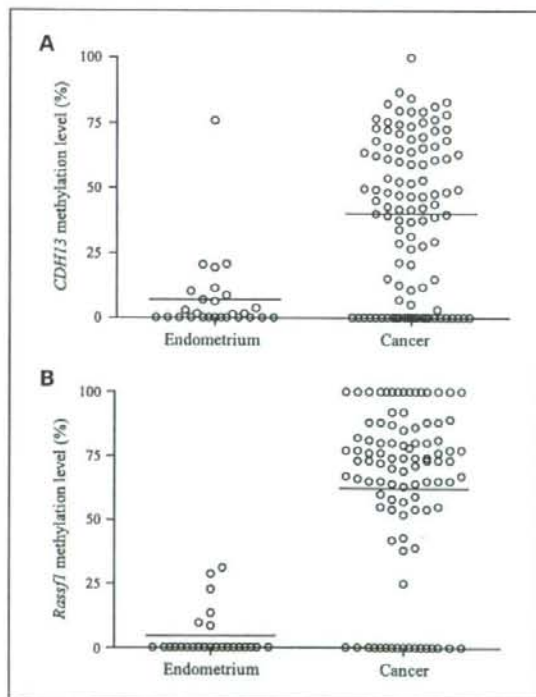 A
100
75
50
25
0
CDH13 methylation level (%)
Endometrium Cancer
B
100
75
50
25
0
Rassf1 methylation level (%)
Endometrium Cancer